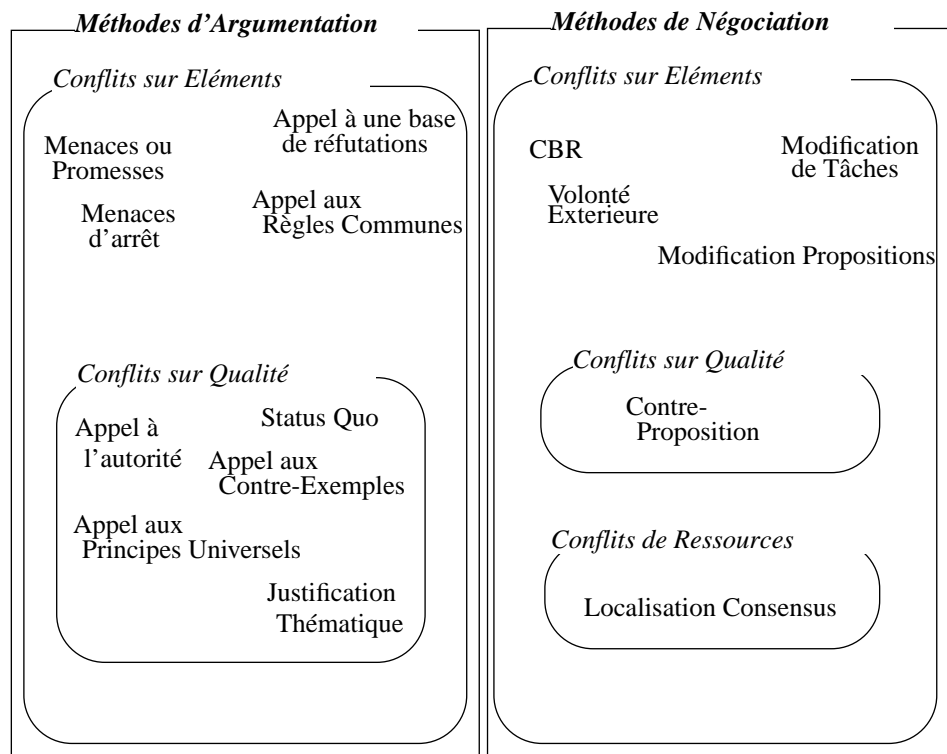 Méthodes d’Argumentation
Conflits sur Eléments
Menaces ou
Promesses
Appel à une base
de réfutations
Menaces
d’arrêt
Appel aux
Règles Communes
Conflits sur Qualité
Status Quo
Appel à
l’autorité
Appel aux
Contre-Exemples
Appel aux
Principes Universels
Justification
Thématique
Méthodes de Négociation
Conflits sur Eléments
CBR
Modification
de Tâches
Volonté
Exterieure
Modification Propositions
Conflits sur Qualité
Contre-
Proposition
Conflits de Ressources
Localisation Consensus